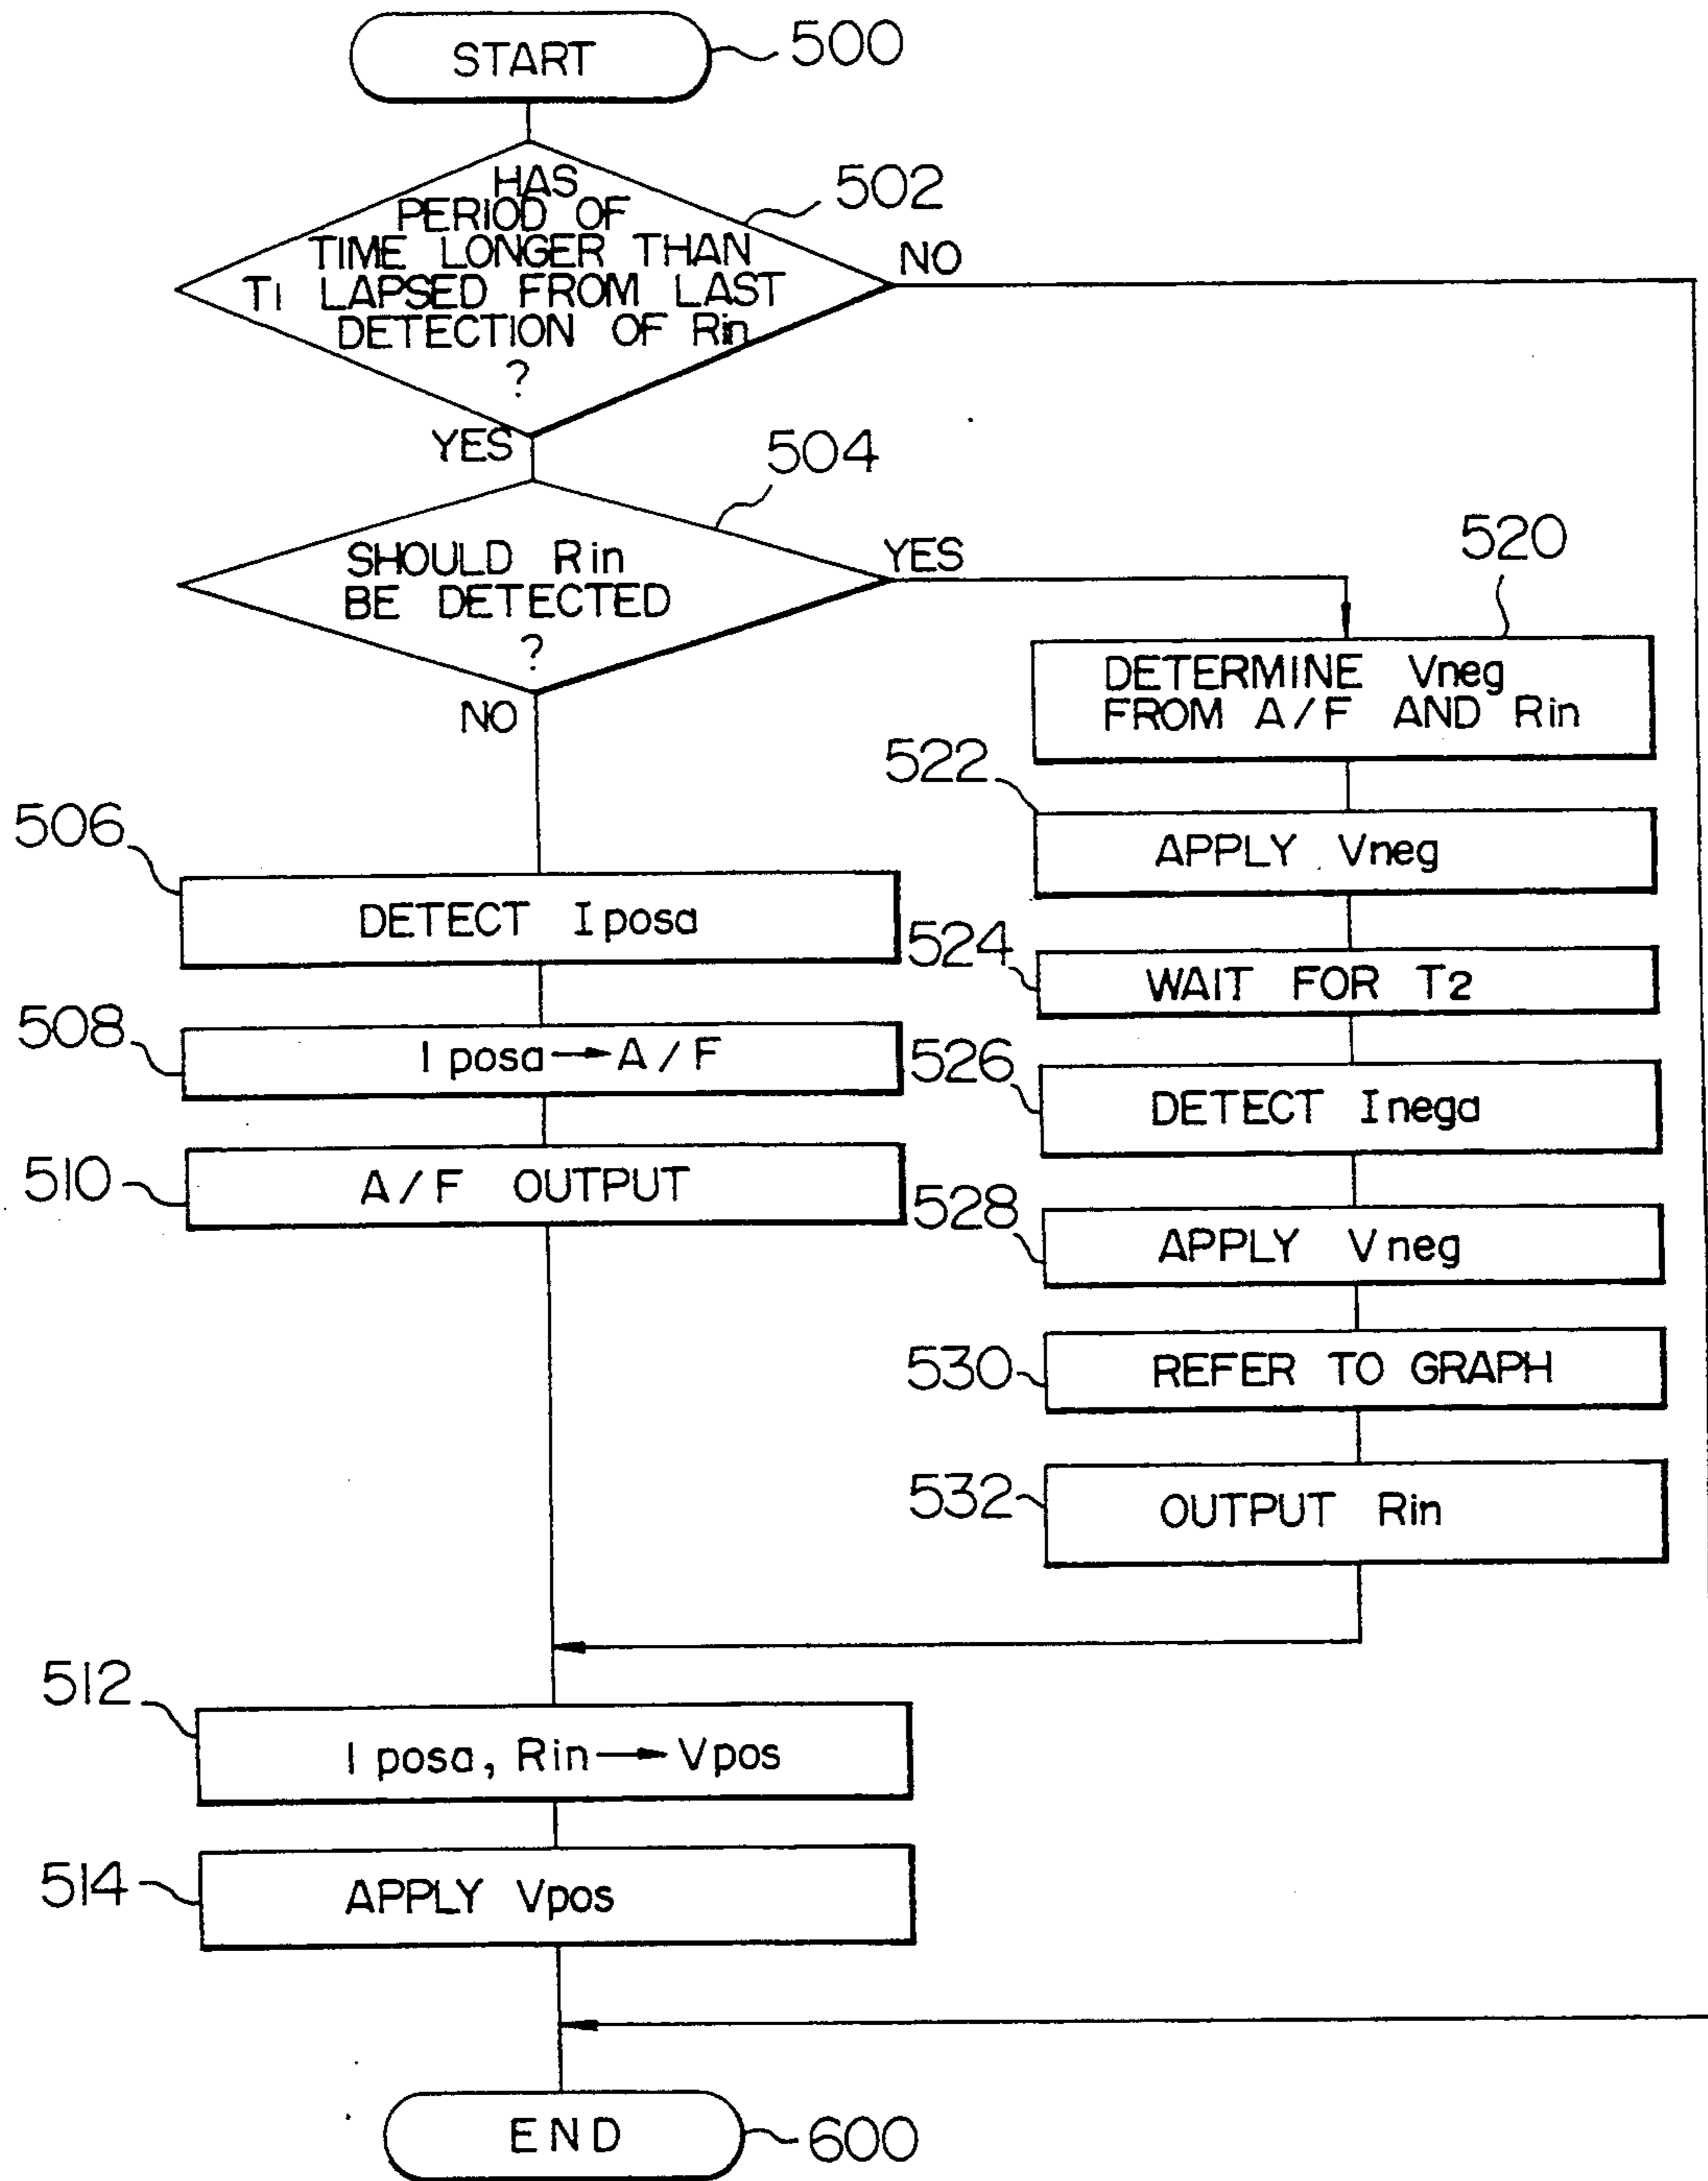 START
500
HAS
PERIOD OF
TIME LONGER THAN
T1 LAPSED FROM LAST
DETECTION OF Rin
?
502
NO
YES
504
SHOULD Rin
BE DETECTED
?
YES
NO
520
DETERMINE Vneg
FROM A/F AND Rin
522
APPLY Vneg
506
DETECT Iposa
524
WAIT FOR T2
508
Iposa→A/F
526
DETECT Inega
510
A/F OUTPUT
528
APPLY Vneg
530
REFER TO GRAPH
532
OUTPUT Rin
512
Iposa, Rin→Vpos
514
APPLY Vpos
END
600